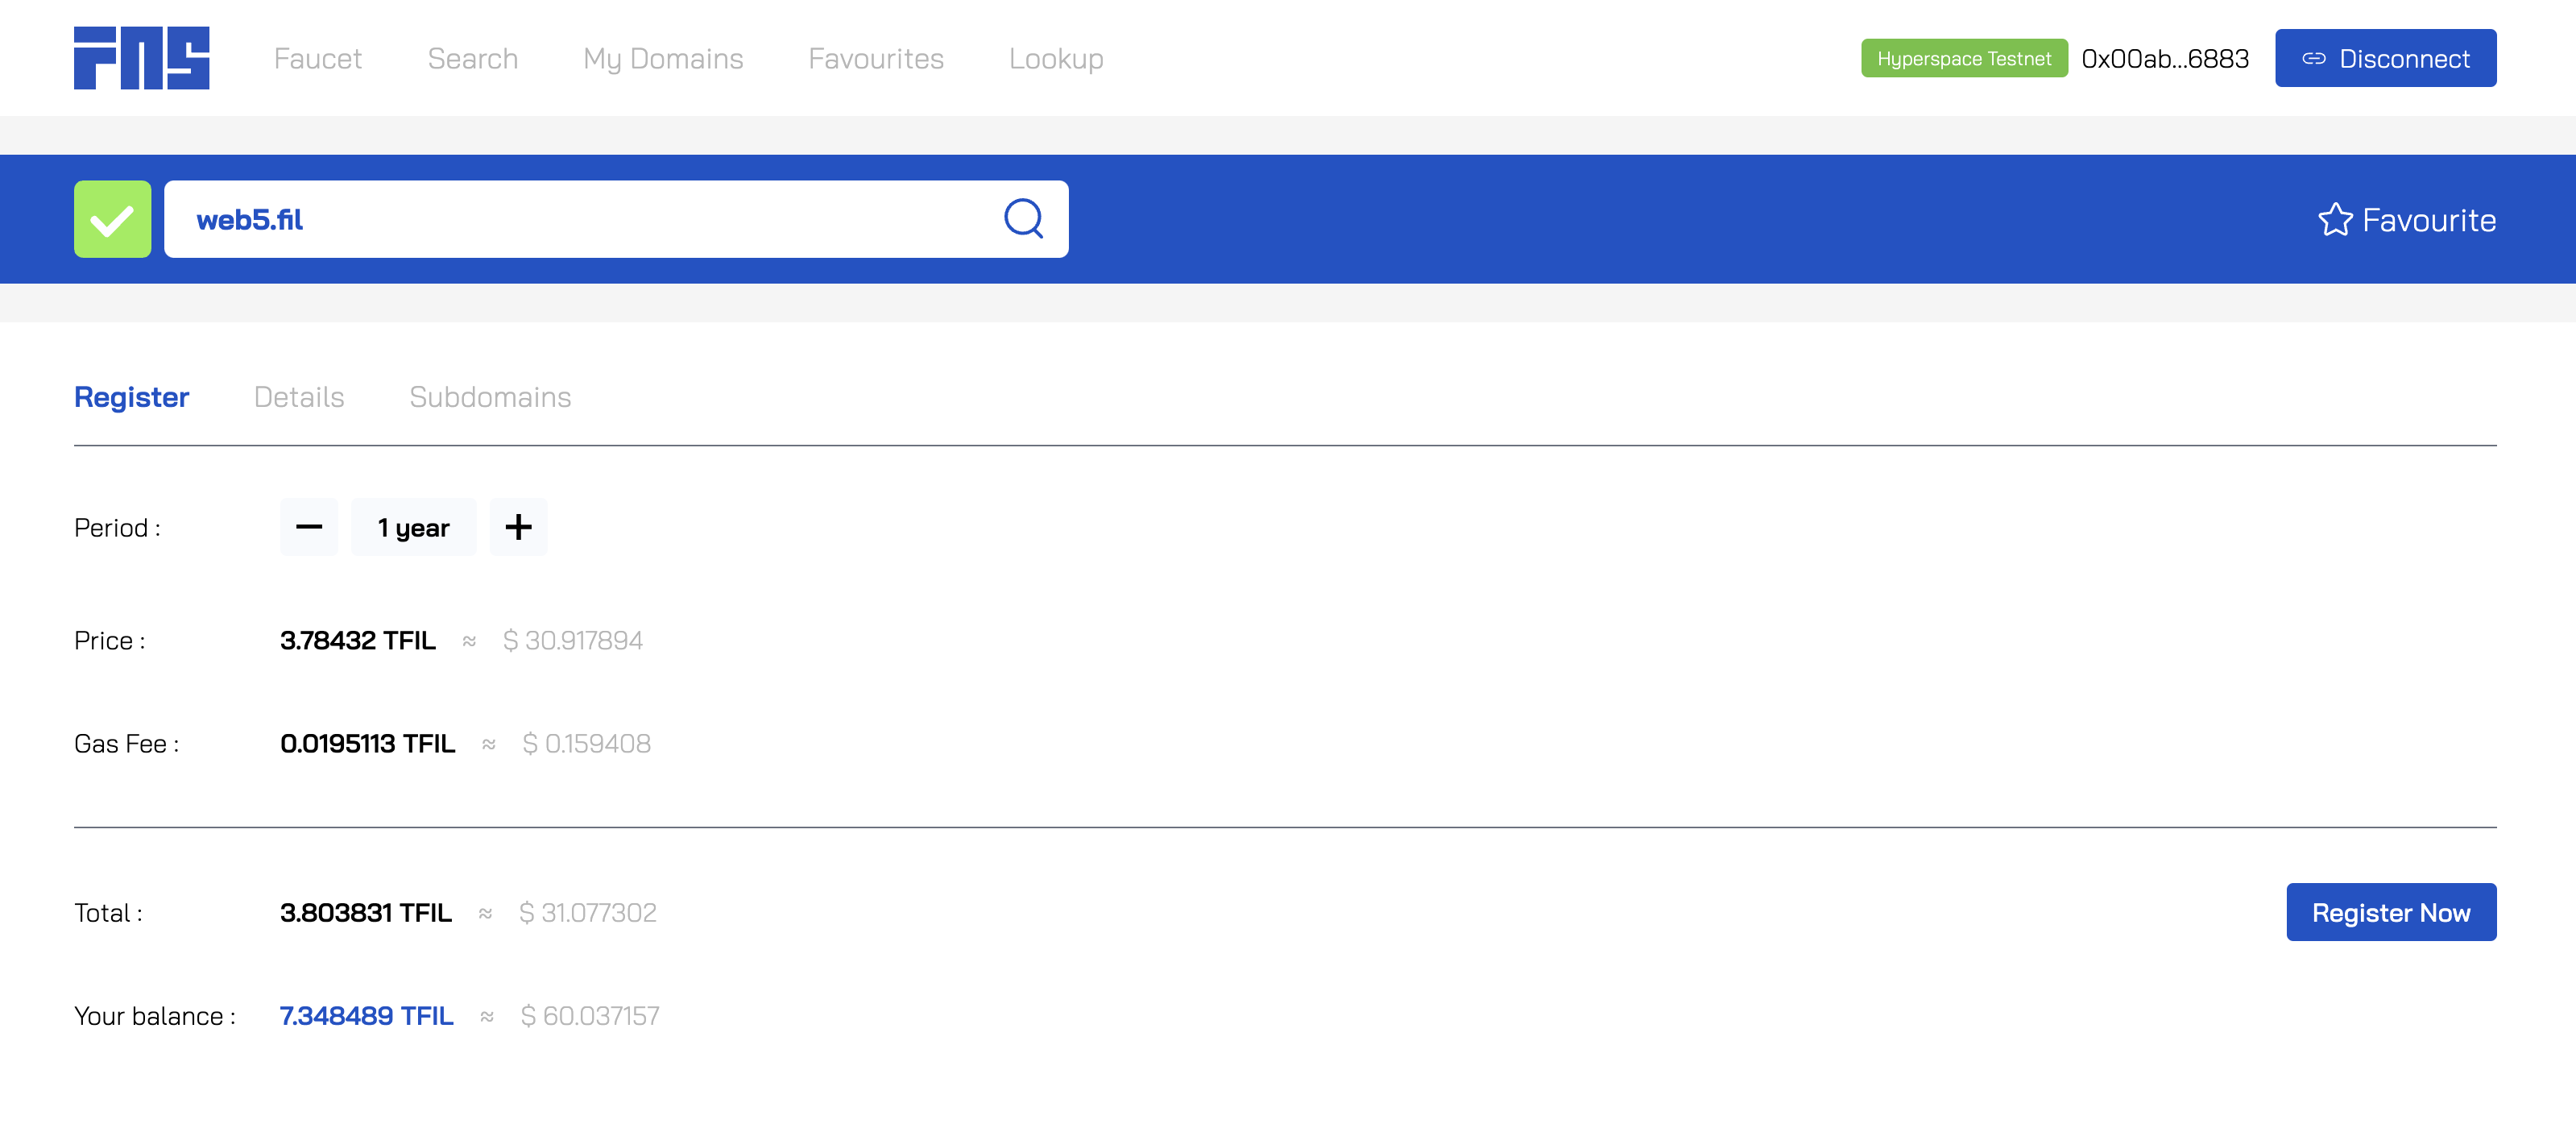 FNS Faucet Search My Domains Favourites Lookup Hyperspace Testnet 0x00ab...6883 Disconnect
web5.fil Favourite
Register Details Subdomains
Period : 1 year
Price : 3.78432 TFIL ≈ $ 30.917894
Gas Fee : 0.0195113 TFIL ≈ $ 0.159408
Total : 3.803831 TFIL ≈ $ 31.077302 Register Now
Your balance : 7.348489 TFIL ≈ $ 60.037157